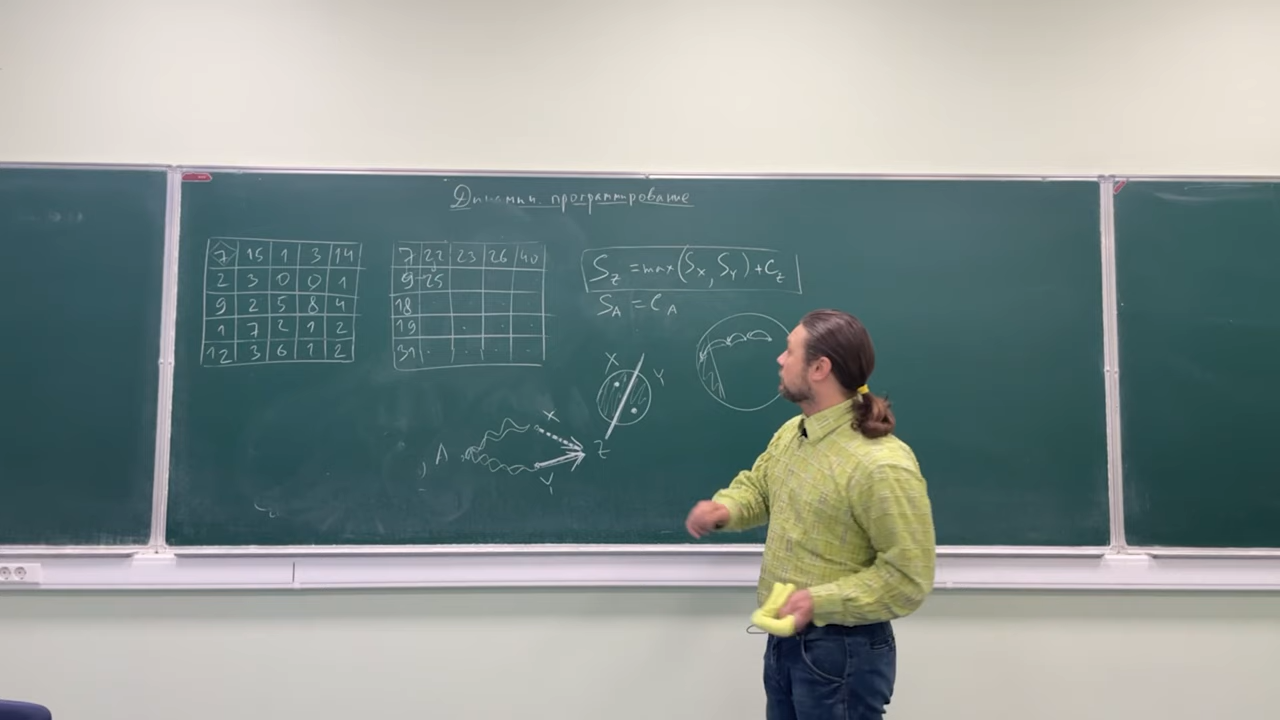 Динамич. программирование
7 15 1 3 14
2 3 0 0 1
9 2 5 8 4
1 7 2 1 2
12 3 6 1 2
7 22 23 26 40
9 25
18
19
31
S_Z = max(S_X, S_Y) + C_Z
S_A = C_A
X
Y
Z
A
X
Y